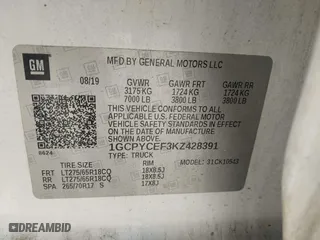 GM
MFD BY GENERAL MOTORS LLC
08/19
GVWR GAWR FRT GAWR RR
3175 KG 1724 KG 1724 KG
7000 LB 3800 LB 3800 LB
THIS VEHICLE CONFORMS TO ALL
APPLICABLE U.S. FEDERAL MOTOR
VEHICLE SAFETY STANDARDS IN EFFECT ON
THE DATE OF MANUFACTURE SHOWN ABOVE.
1GCPYCEF3KZ428391
TYPE: TRUCK
8624
TIRE SIZE RIM
FRT LT275/65R18CQ 18X8.5J
RR LT275/65R18CQ 18X8.5J
SPA 265/70R17 S 17X8J
DEALERSHIP.CC